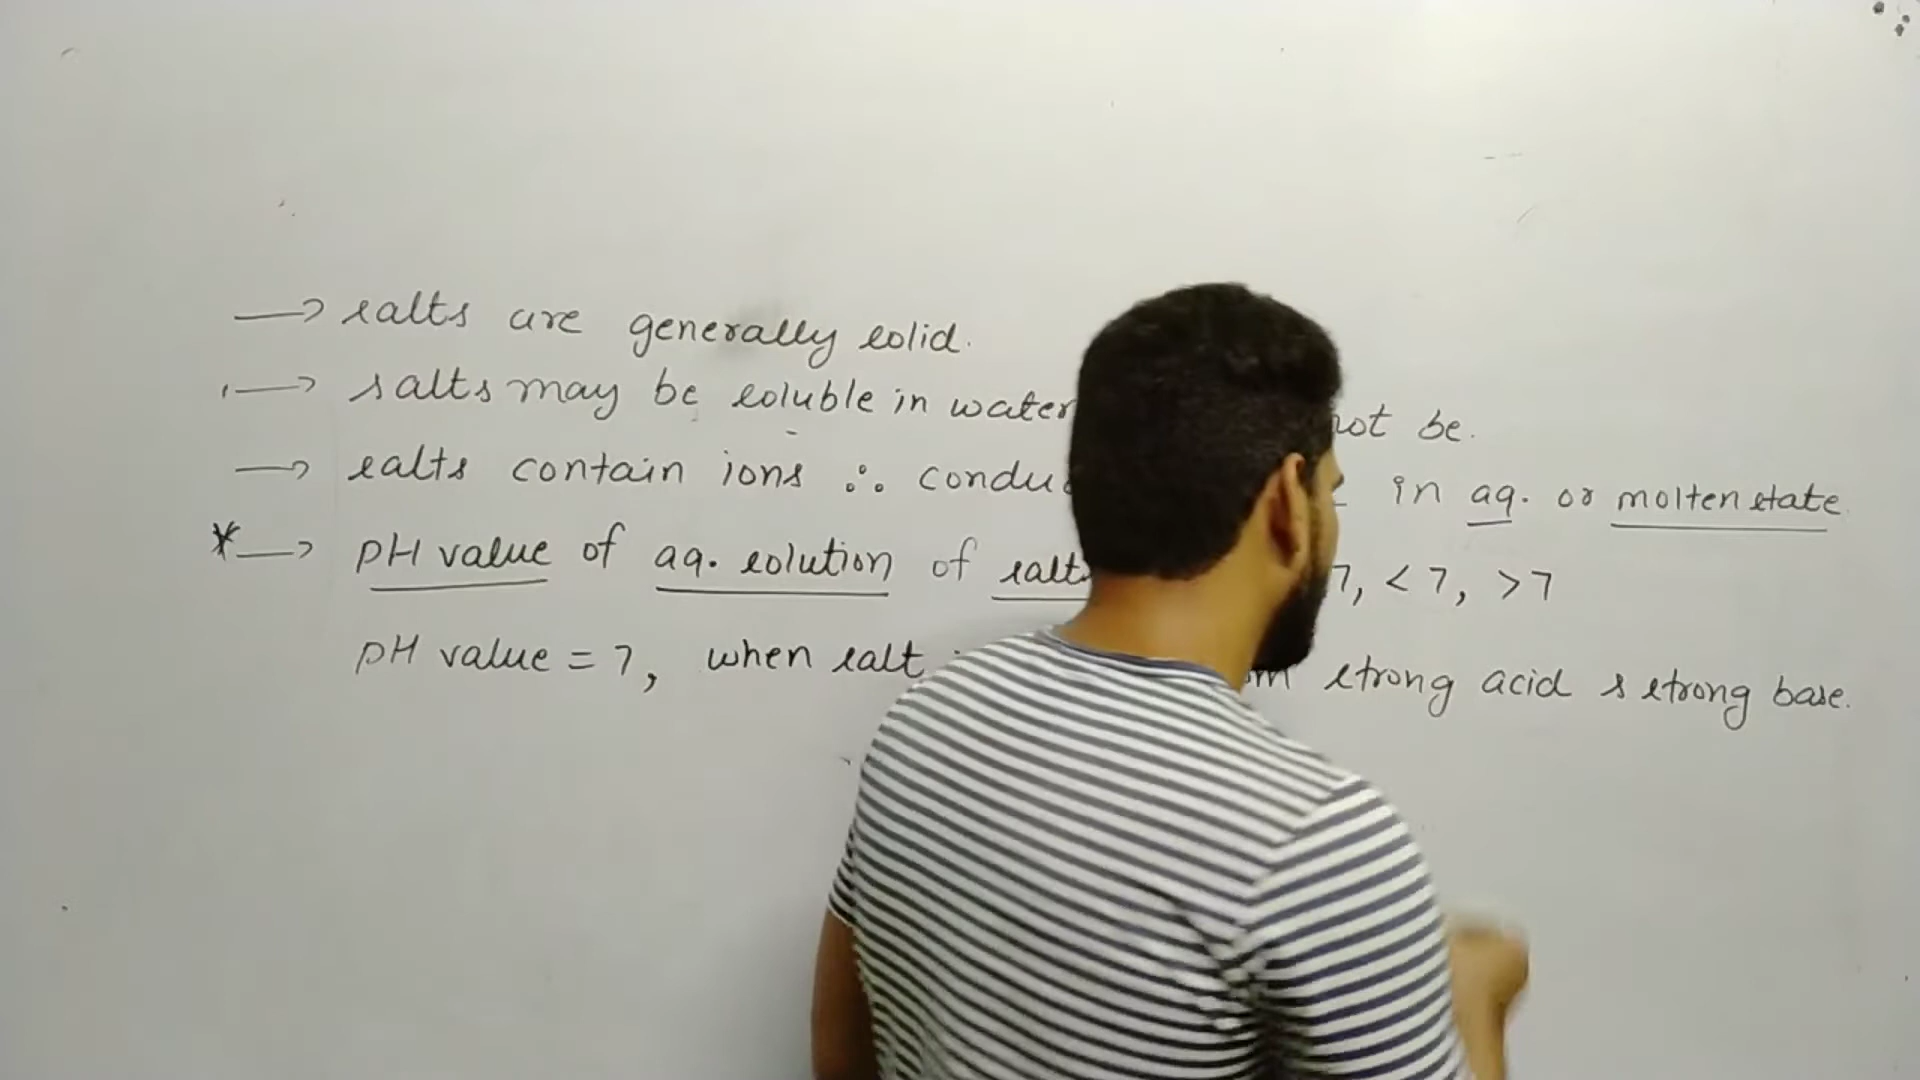 → salts are generally solid.
→ salts may be soluble in water not be.
→ salts contain ions ∴ in aq. or molten state
*→ pH value of aq. solution of salt 7, < 7, > 7
pH value = 7, when salt strong acid & strong base.